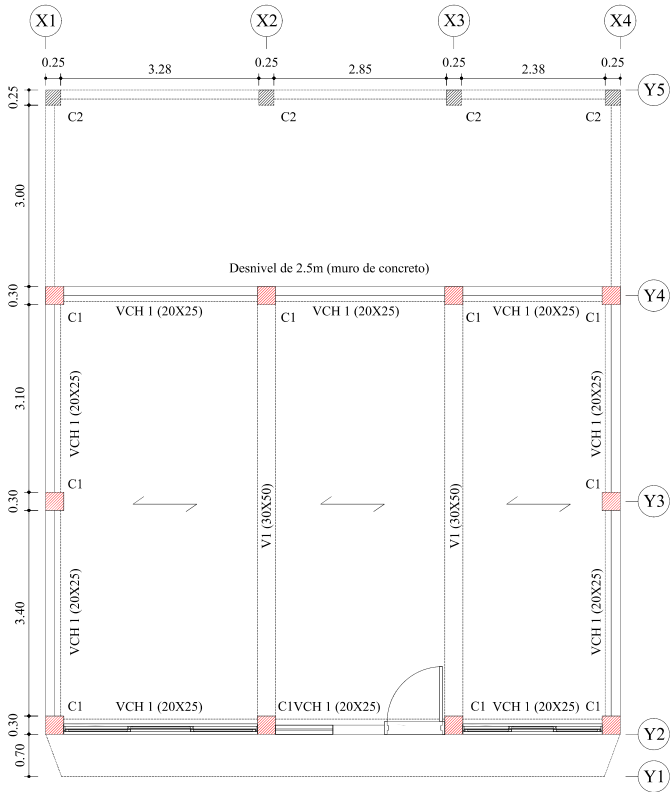 X1 X2 X3 X4
0.25 3.28 0.25 2.85 0.25 2.38 0.25
Y5
0.25
C2 C2 C2 C2
3.00
Desnivel de 2.5m (muro de concreto)
0.30
Y4
VCH 1 (20X25) VCH 1 (20X25) VCH 1 (20X25)
C1 C1 C1 C1
3.10
VCH 1 (20X25) VCH 1 (20X25)
C1 C1
0.30
Y3
V1 (30X50) V1 (30X50)
3.40
VCH 1 (20X25) VCH 1 (20X25)
C1 VCH 1 (20X25) C1 VCH 1 (20X25) C1 VCH 1 (20X25) C1
0.30
Y2
0.70
Y1